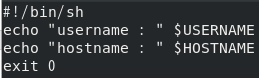 #!/bin/sh
echo "username : " $USERNAME
echo "hostname : " $HOSTNAME
exit 0